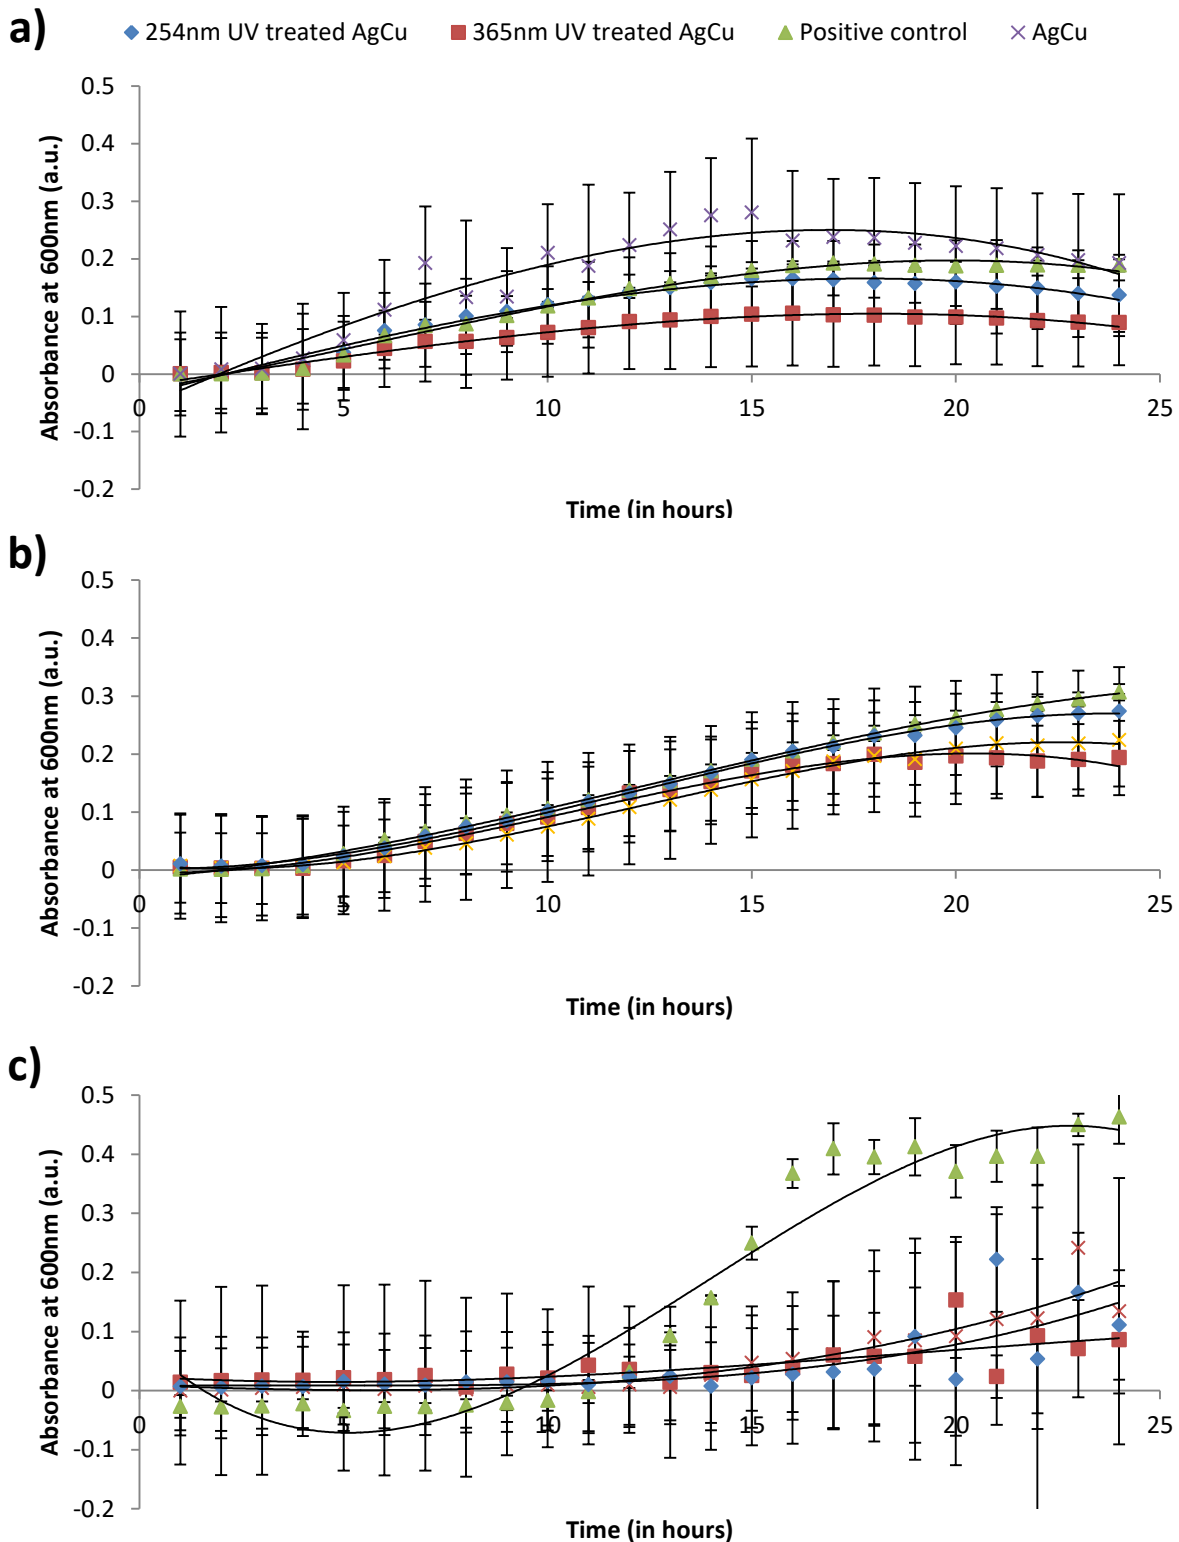 a)
254nm UV treated AgCu 365nm UV treated AgCu Positive control AgCu
0.5
0.4
0.3
0.2
0.1
0
-0.1
-0.2
0 5 10 15 20 25
Absorbance at 600nm (a.u.)
Time (in hours)
b)
0.5
0.4
0.3
0.2
0.1
0
-0.1
-0.2
0 5 10 15 20 25
Absorbance at 600nm (a.u.)
Time (in hours)
c)
0.5
0.4
0.3
0.2
0.1
0
-0.1
-0.2
0 5 10 15 20 25
Absorbance at 600nm (a.u.)
Time (in hours)